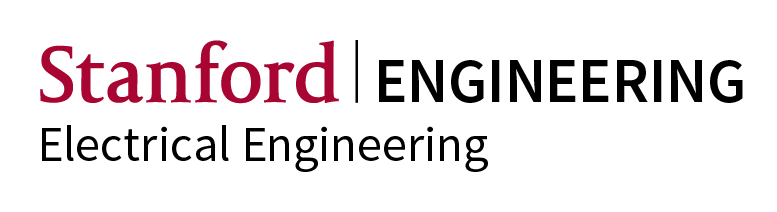 Stanford | ENGINEERING
Electrical Engineering